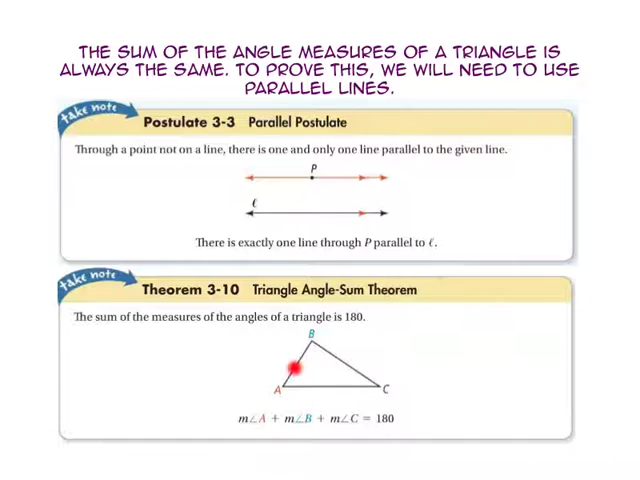 THE SUM OF THE ANGLE MEASURES OF A TRIANGLE IS
ALWAYS THE SAME. TO PROVE THIS, WE WILL NEED TO USE
PARALLEL LINES.
take note
Postulate 3-3 Parallel Postulate
Through a point not on a line, there is one and only one line parallel to the given line.
P
ℓ
There is exactly one line through P parallel to ℓ.
take note
Theorem 3-10 Triangle Angle-Sum Theorem
The sum of the measures of the angles of a triangle is 180.
B
A
C
m∠A + m∠B + m∠C = 180